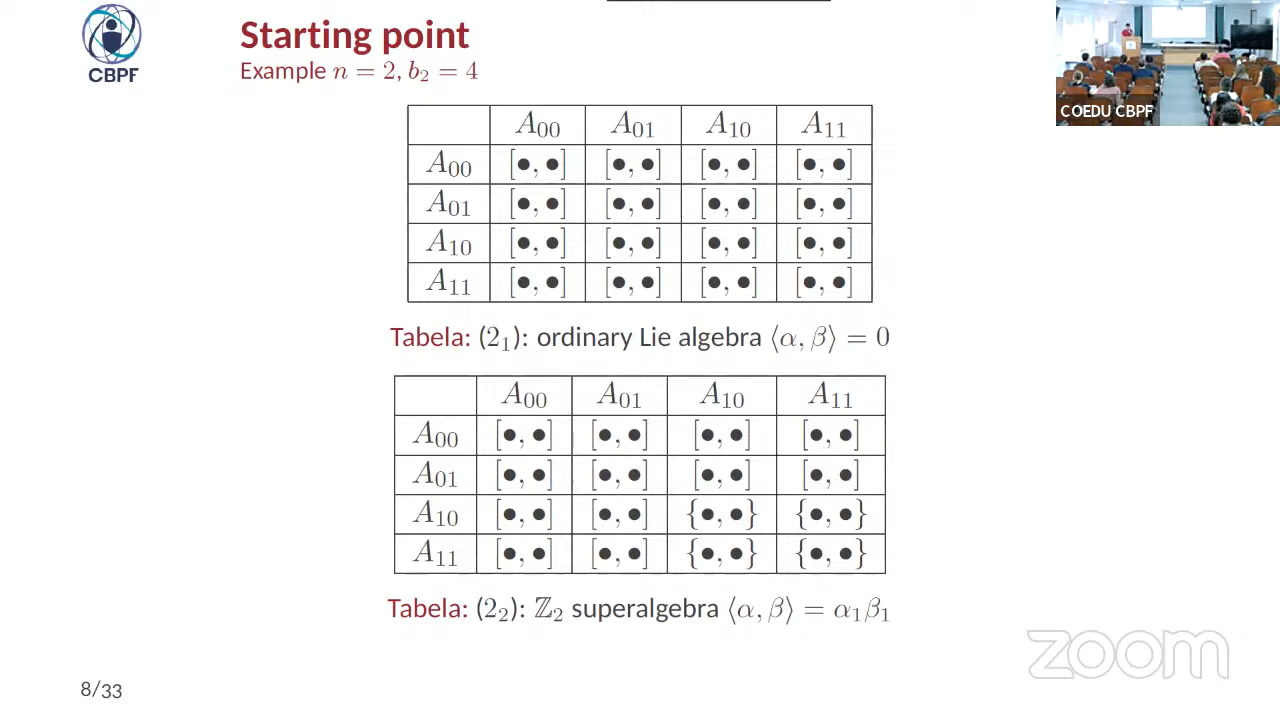 CBPF
Starting point
Example n = 2, b₂ = 4
COEDU CBPF
A₀₀ A₀₁ A₁₀ A₁₁
A₀₀ [●, ●] [●, ●] [●, ●] [●, ●]
A₀₁ [●, ●] [●, ●] [●, ●] [●, ●]
A₁₀ [●, ●] [●, ●] [●, ●] [●, ●]
A₁₁ [●, ●] [●, ●] [●, ●] [●, ●]
Tabela: (2₁): ordinary Lie algebra ⟨α, β⟩ = 0
A₀₀ A₀₁ A₁₀ A₁₁
A₀₀ [●, ●] [●, ●] [●, ●] [●, ●]
A₀₁ [●, ●] [●, ●] [●, ●] [●, ●]
A₁₀ [●, ●] [●, ●] {●, ●} {●, ●}
A₁₁ [●, ●] [●, ●] {●, ●} {●, ●}
Tabela: (2₂): ℤ₂ superalgebra ⟨α, β⟩ = α₁β₁
zoom
8/33